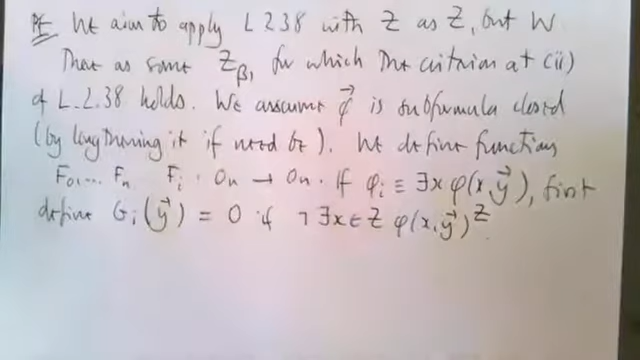 Pf We aim to apply L 2.38 with Z as Z, but W
There as some Z_β, for which the criterion at (ii)
of L.2.38 holds. We assume φ⃗ is subformula closed
(by lengthening it if need be). We define functions
F_0,... F_n F_i : On → On. If φ_i ≡ ∃x φ(x,y⃗), first
define G_i(y⃗) = 0 if ¬∃x∈Z φ(x,y⃗)^Z